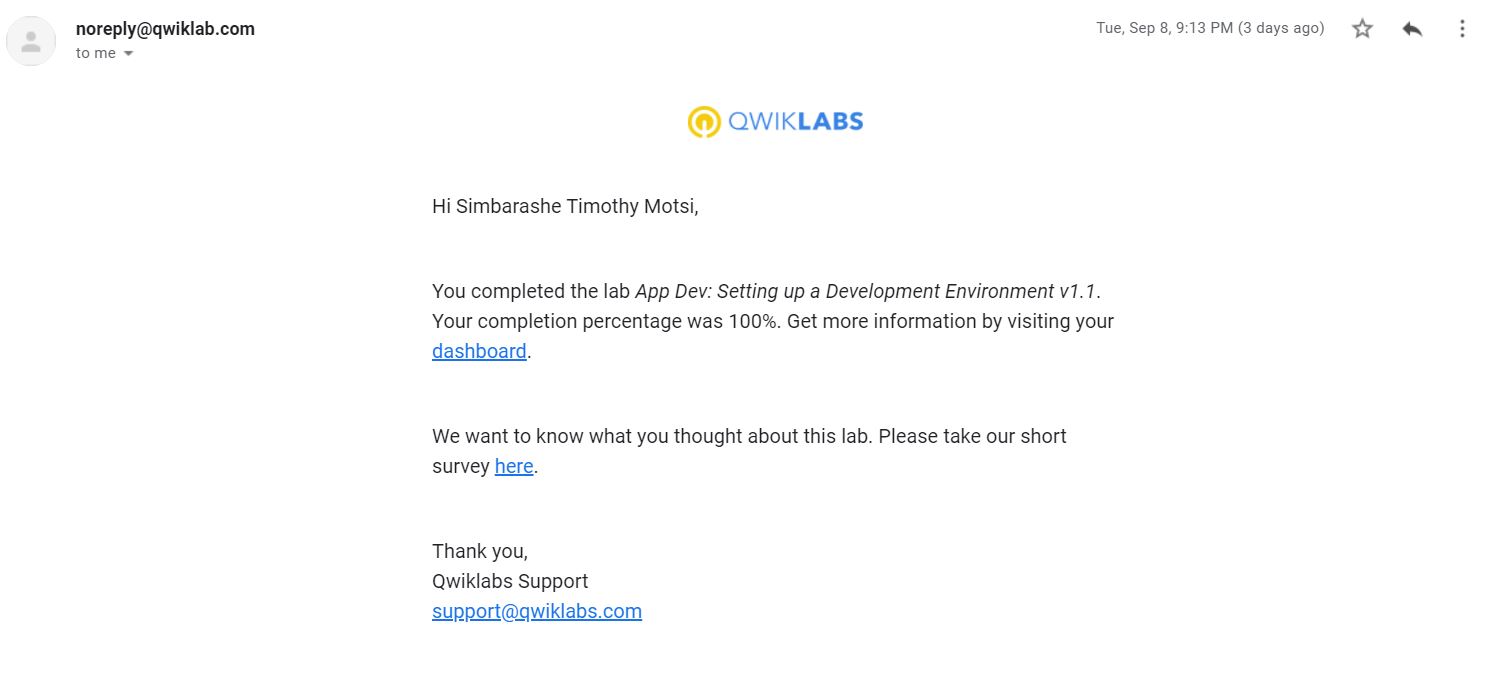 noreply@qwiklab.com
Tue, Sep 8, 9:13 PM (3 days ago)
to me
QWIKLABS
Hi Simbarashe Timothy Motsi,
You completed the lab App Dev: Setting up a Development Environment v1.1.
Your completion percentage was 100%. Get more information by visiting your
dashboard.
We want to know what you thought about this lab. Please take our short
survey here.
Thank you,
Qwiklabs Support
support@qwiklabs.com